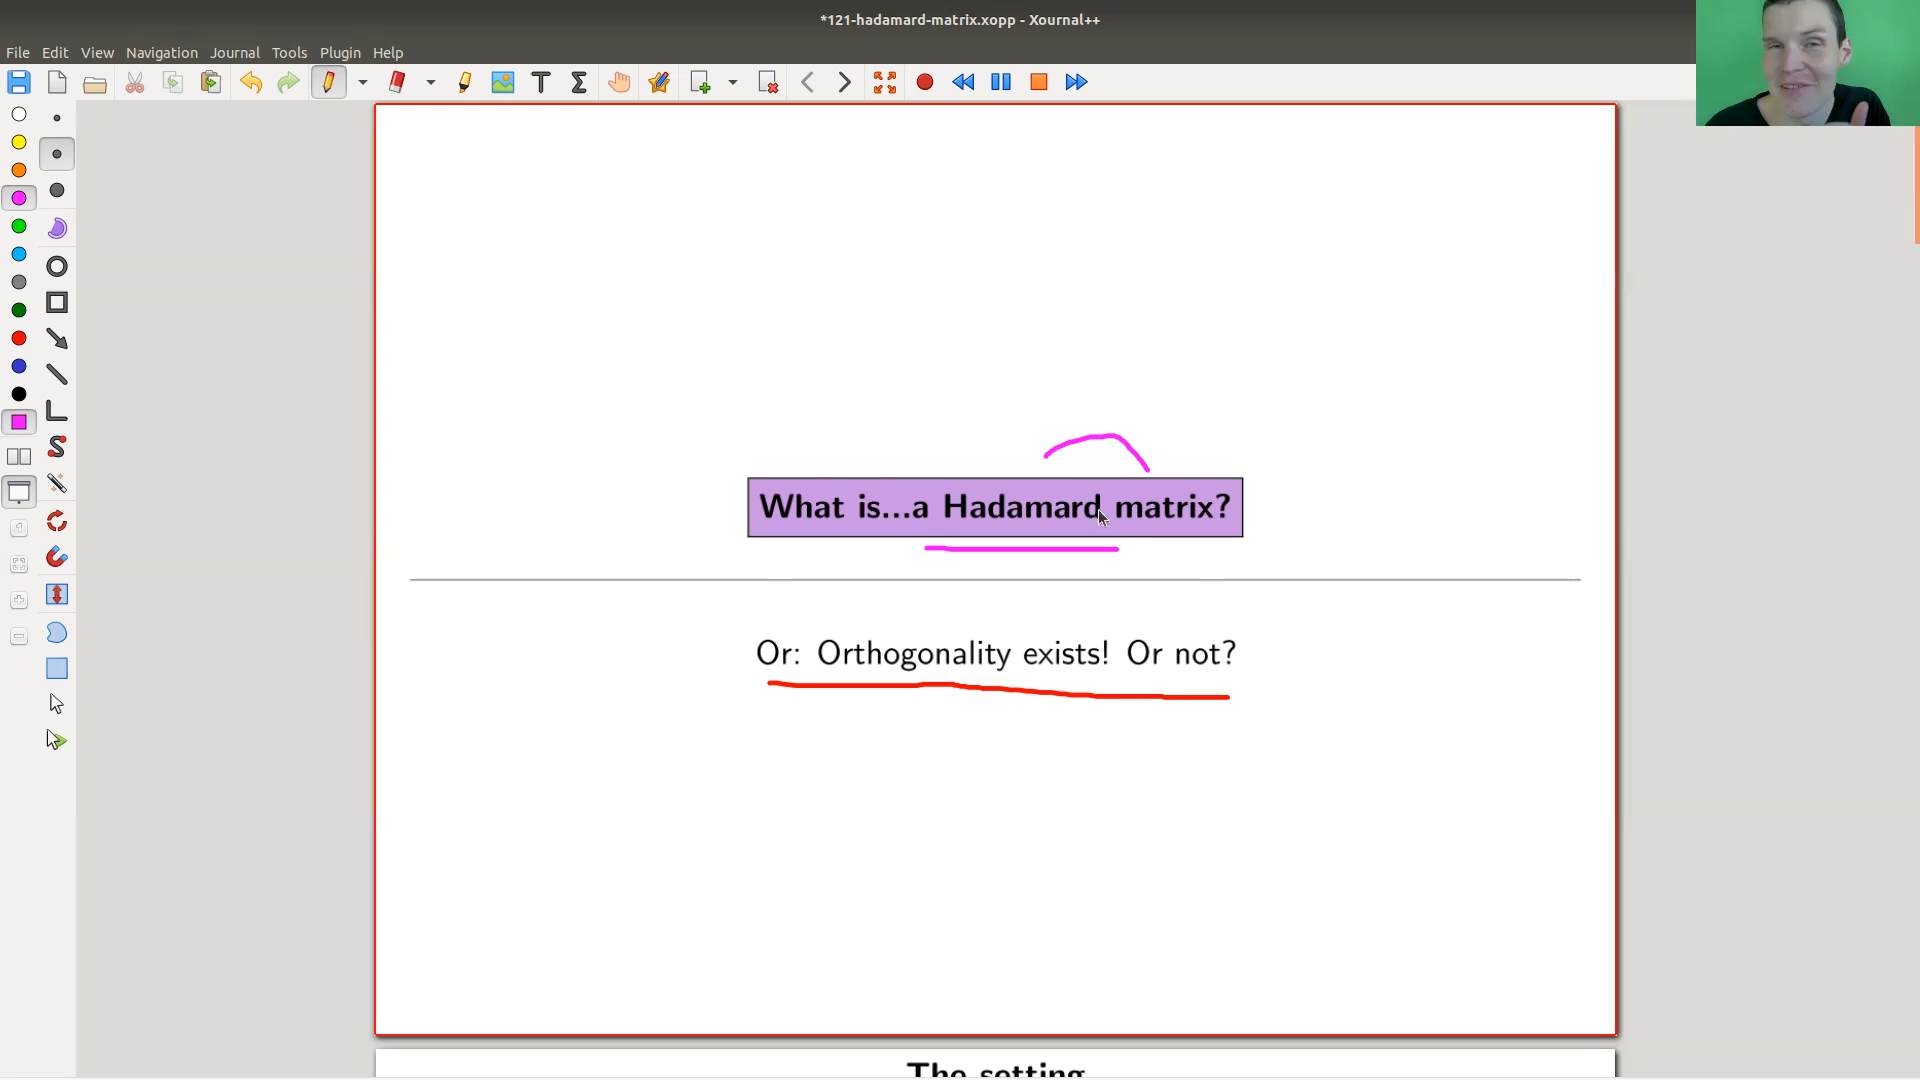 *121-hadamard-matrix.xopp - Xournal++
File Edit View Navigation Journal Tools Plugin Help
What is...a Hadamard matrix?
Or: Orthogonality exists! Or not?
The setting